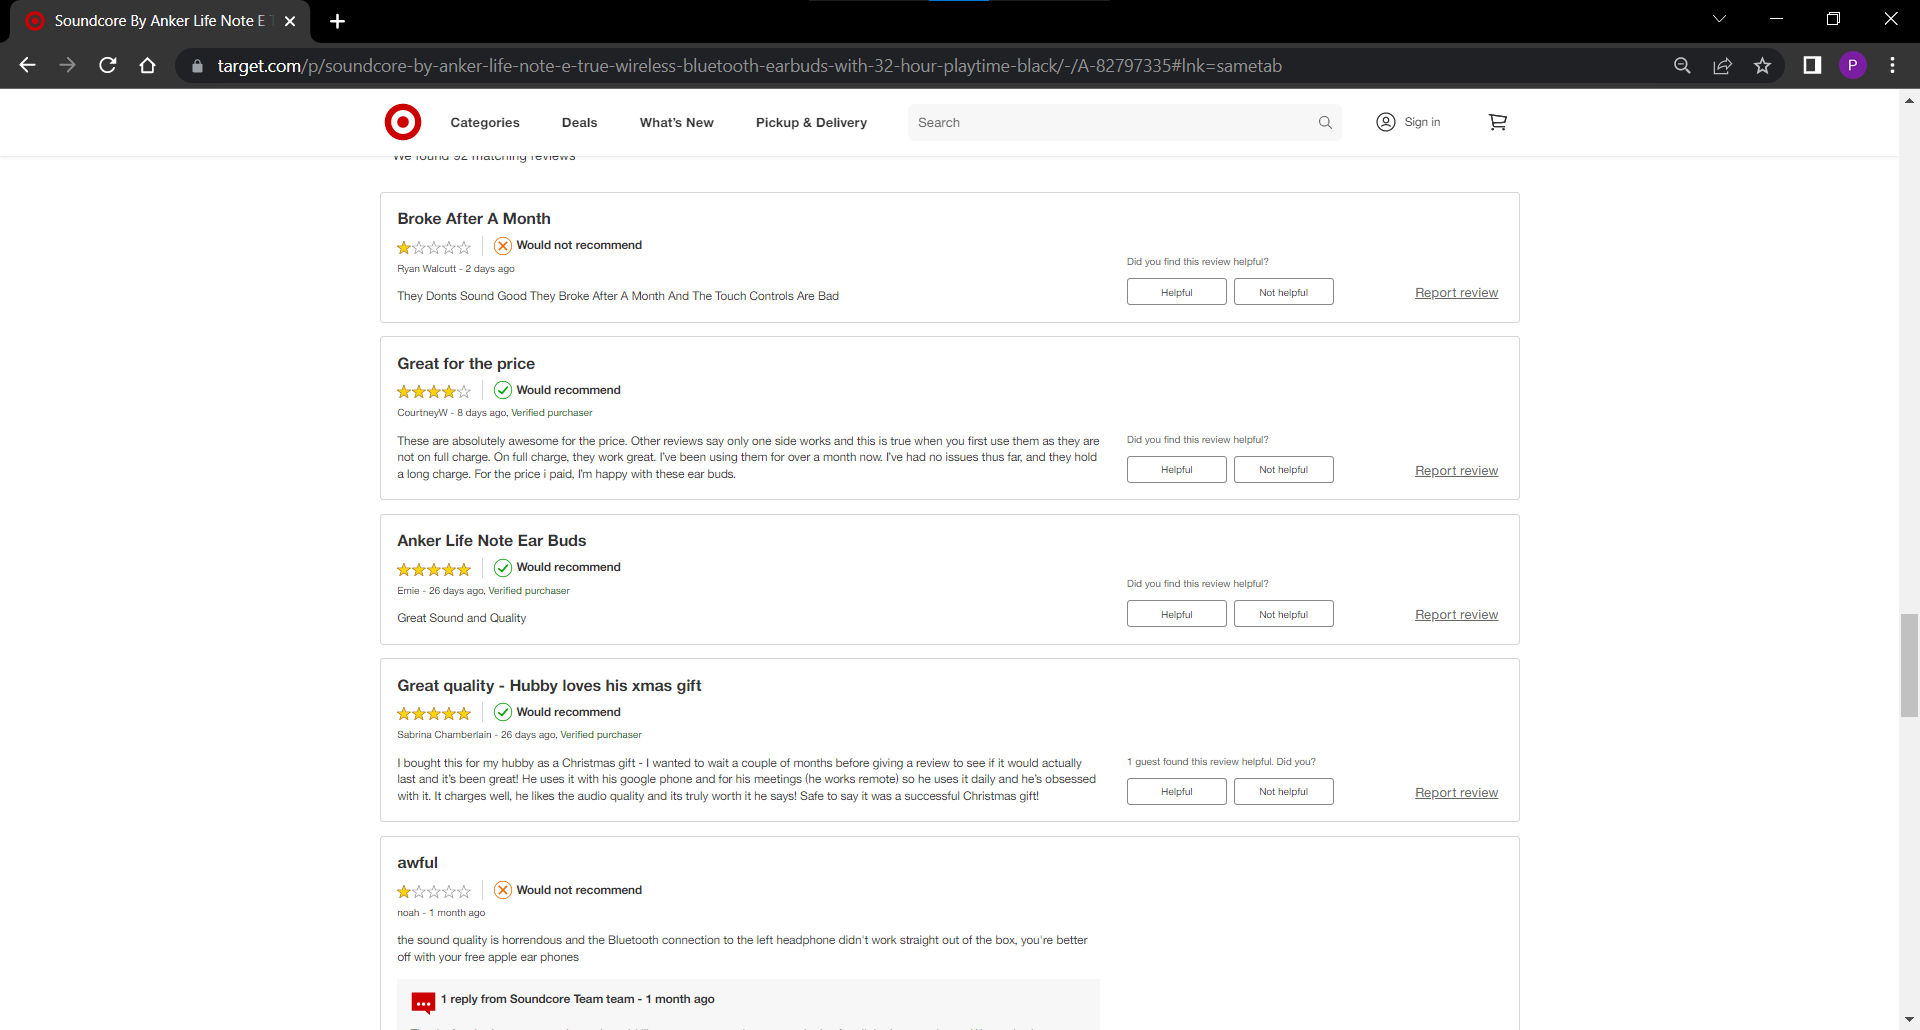 Soundcore By Anker Life Note E T
target.com/p/soundcore-by-anker-life-note-e-true-wireless-bluetooth-earbuds-with-32-hour-playtime-black/-/A-82797335#lnk=sametab
P
Categories
Deals
What's New
Pickup & Delivery
Search
Sign in
We found 92 matching reviews
Broke After A Month
Would not recommend
Ryan Walcutt - 2 days ago
They Donts Sound Good They Broke After A Month And The Touch Controls Are Bad
Did you find this review helpful?
Helpful
Not helpful
Report review
Great for the price
Would recommend
CourtneyW - 8 days ago, Verified purchaser
These are absolutely awesome for the price. Other reviews say only one side works and this is true when you first use them as they are
not on full charge. On full charge, they work great. I've been using them for over a month now. I've had no issues thus far, and they hold
a long charge. For the price i paid, I'm happy with these ear buds.
Did you find this review helpful?
Helpful
Not helpful
Report review
Anker Life Note Ear Buds
Would recommend
Ernie - 26 days ago, Verified purchaser
Great Sound and Quality
Did you find this review helpful?
Helpful
Not helpful
Report review
Great quality - Hubby loves his xmas gift
Would recommend
Sabrina Chamberlain - 26 days ago, Verified purchaser
I bought this for my hubby as a Christmas gift - I wanted to wait a couple of months before giving a review to see if it would actually
last and it's been great! He uses it with his google phone and for his meetings (he works remote) so he uses it daily and he's obsessed
with it. It charges well, he likes the audio quality and its truly worth it he says! Safe to say it was a successful Christmas gift!
1 guest found this review helpful. Did you?
Helpful
Not helpful
Report review
awful
Would not recommend
noah - 1 month ago
the sound quality is horrendous and the Bluetooth connection to the left headphone didn't work straight out of the box, you're better
off with your free apple ear phones
1 reply from Soundcore Team team - 1 month ago